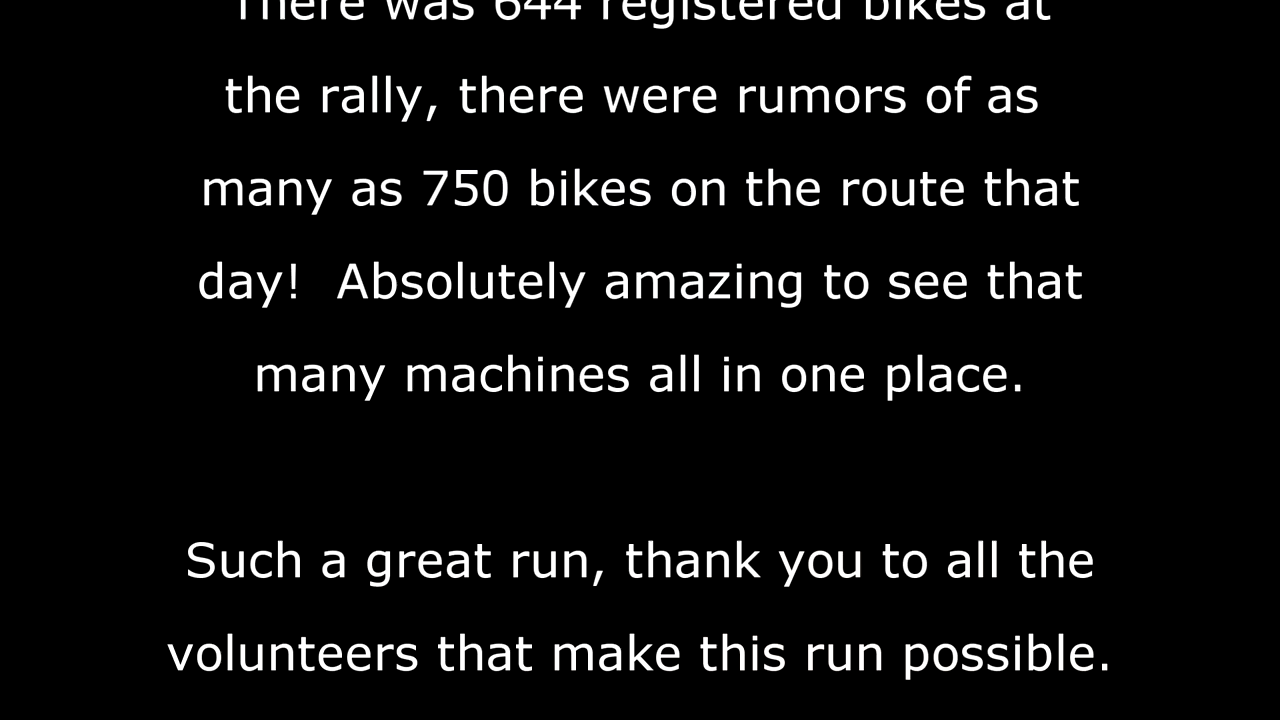 There was 644 registered bikes at
the rally, there were rumors of as
many as 750 bikes on the route that
day!  Absolutely amazing to see that
many machines all in one place.
Such a great run, thank you to all the
volunteers that make this run possible.